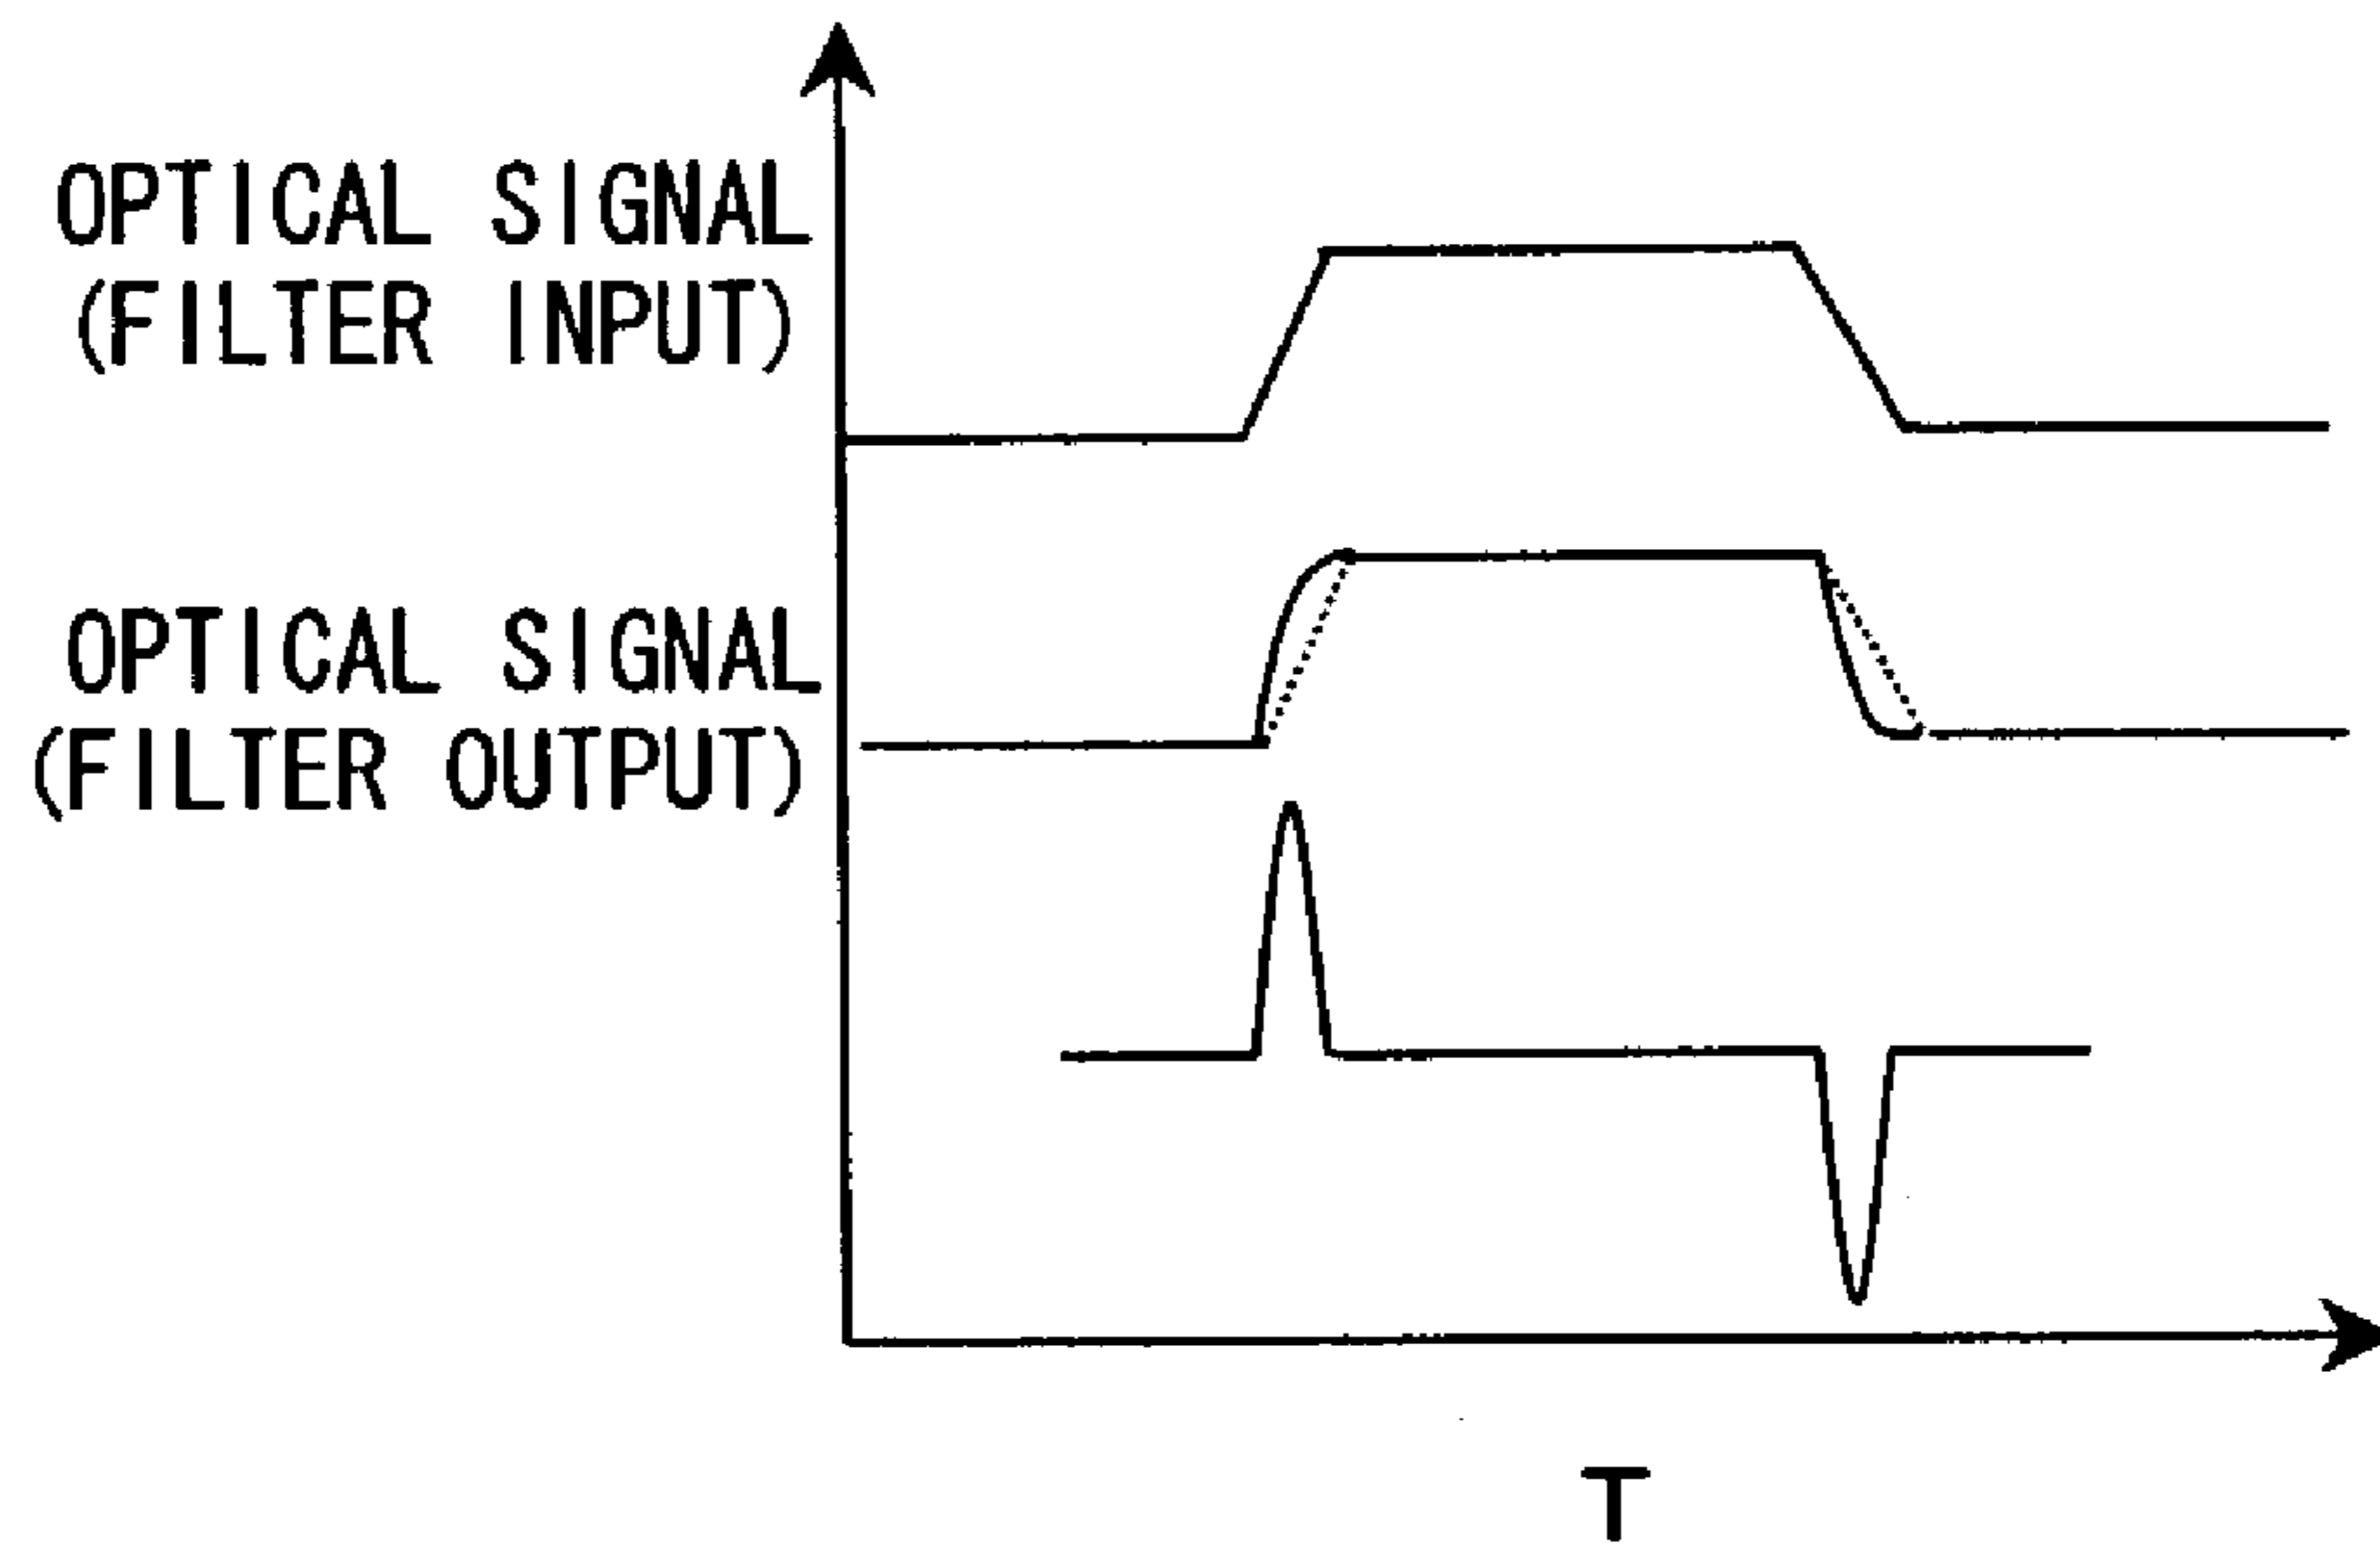 OPTICAL SIGNAL
(FILTER INPUT)
OPTICAL SIGNAL
(FILTER OUTPUT)
T